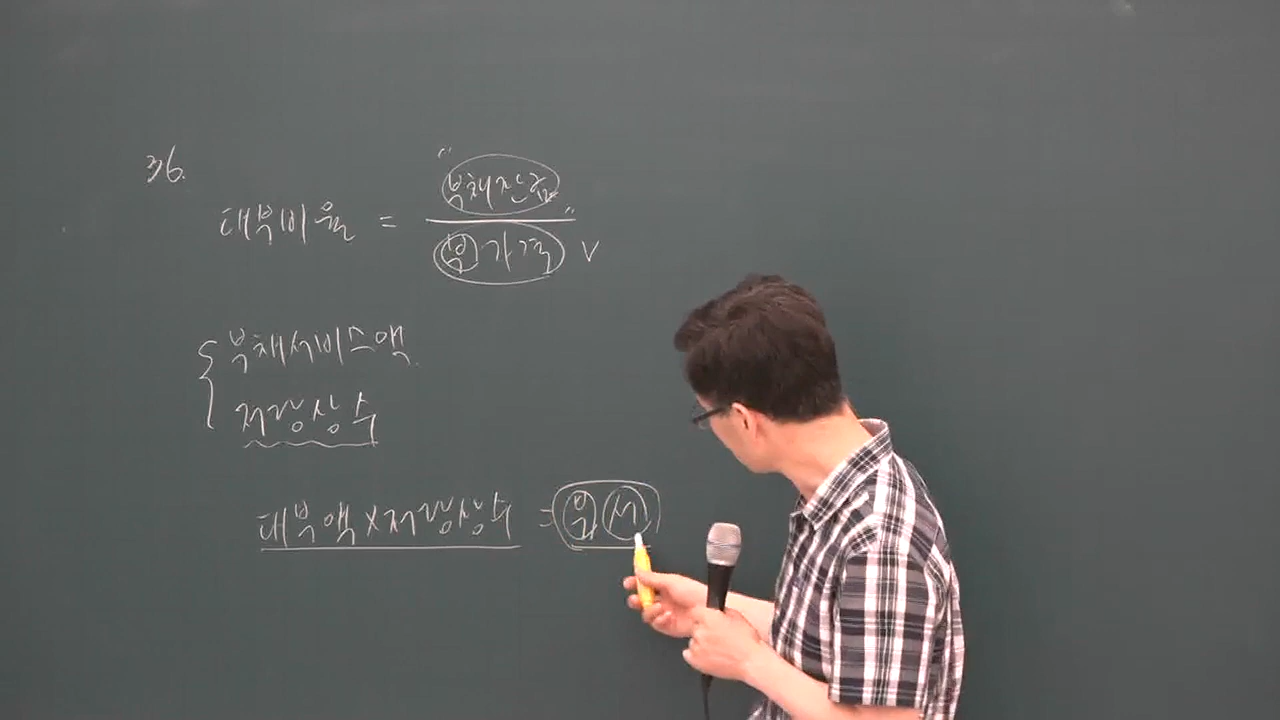 36.
"부채잔금
대부비율 = ―――
부 가격" V
부채서비스액.
저당상수
대부액 x 저당상수 = 부 서